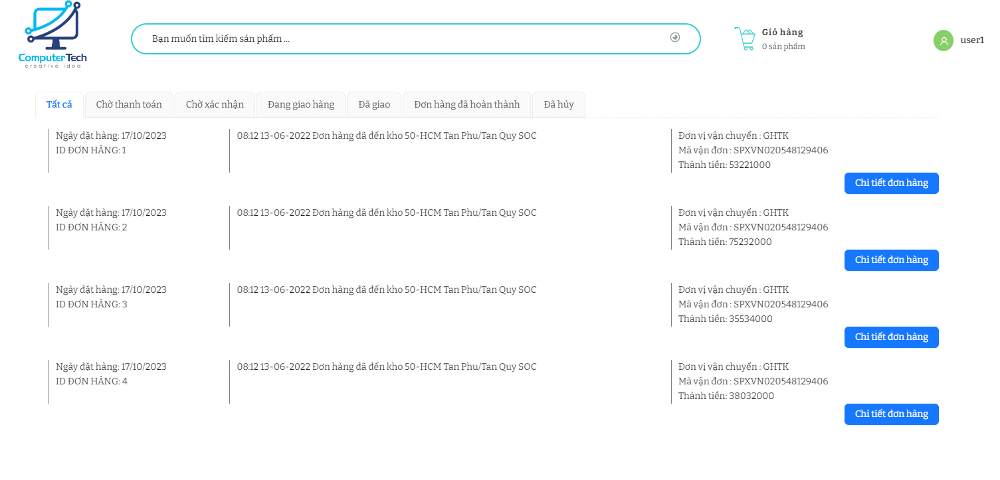 ComputerTech
creative idea
Bạn muốn tìm kiếm sản phẩm ...
Giỏ hàng
0 sản phẩm
user1
Tất cả
Chờ thanh toán
Chờ xác nhận
Đang giao hàng
Đã giao
Đơn hàng đã hoàn thành
Đã hủy
Ngày đặt hàng: 17/10/2023
ID ĐƠN HÀNG: 1
08:12 13-06-2022 Đơn hàng đã đến kho 50-HCM Tan Phu/Tan Quy SOC
Đơn vị vận chuyển : GHTK
Mã vận đơn : SPXVN020548129406
Thành tiền: 53221000
Chi tiết đơn hàng
Ngày đặt hàng: 17/10/2023
ID ĐƠN HÀNG: 2
08:12 13-06-2022 Đơn hàng đã đến kho 50-HCM Tan Phu/Tan Quy SOC
Đơn vị vận chuyển : GHTK
Mã vận đơn : SPXVN020548129406
Thành tiền: 75232000
Chi tiết đơn hàng
Ngày đặt hàng: 17/10/2023
ID ĐƠN HÀNG: 3
08:12 13-06-2022 Đơn hàng đã đến kho 50-HCM Tan Phu/Tan Quy SOC
Đơn vị vận chuyển : GHTK
Mã vận đơn : SPXVN020548129406
Thành tiền: 35534000
Chi tiết đơn hàng
Ngày đặt hàng: 17/10/2023
ID ĐƠN HÀNG: 4
08:12 13-06-2022 Đơn hàng đã đến kho 50-HCM Tan Phu/Tan Quy SOC
Đơn vị vận chuyển : GHTK
Mã vận đơn : SPXVN020548129406
Thành tiền: 38032000
Chi tiết đơn hàng